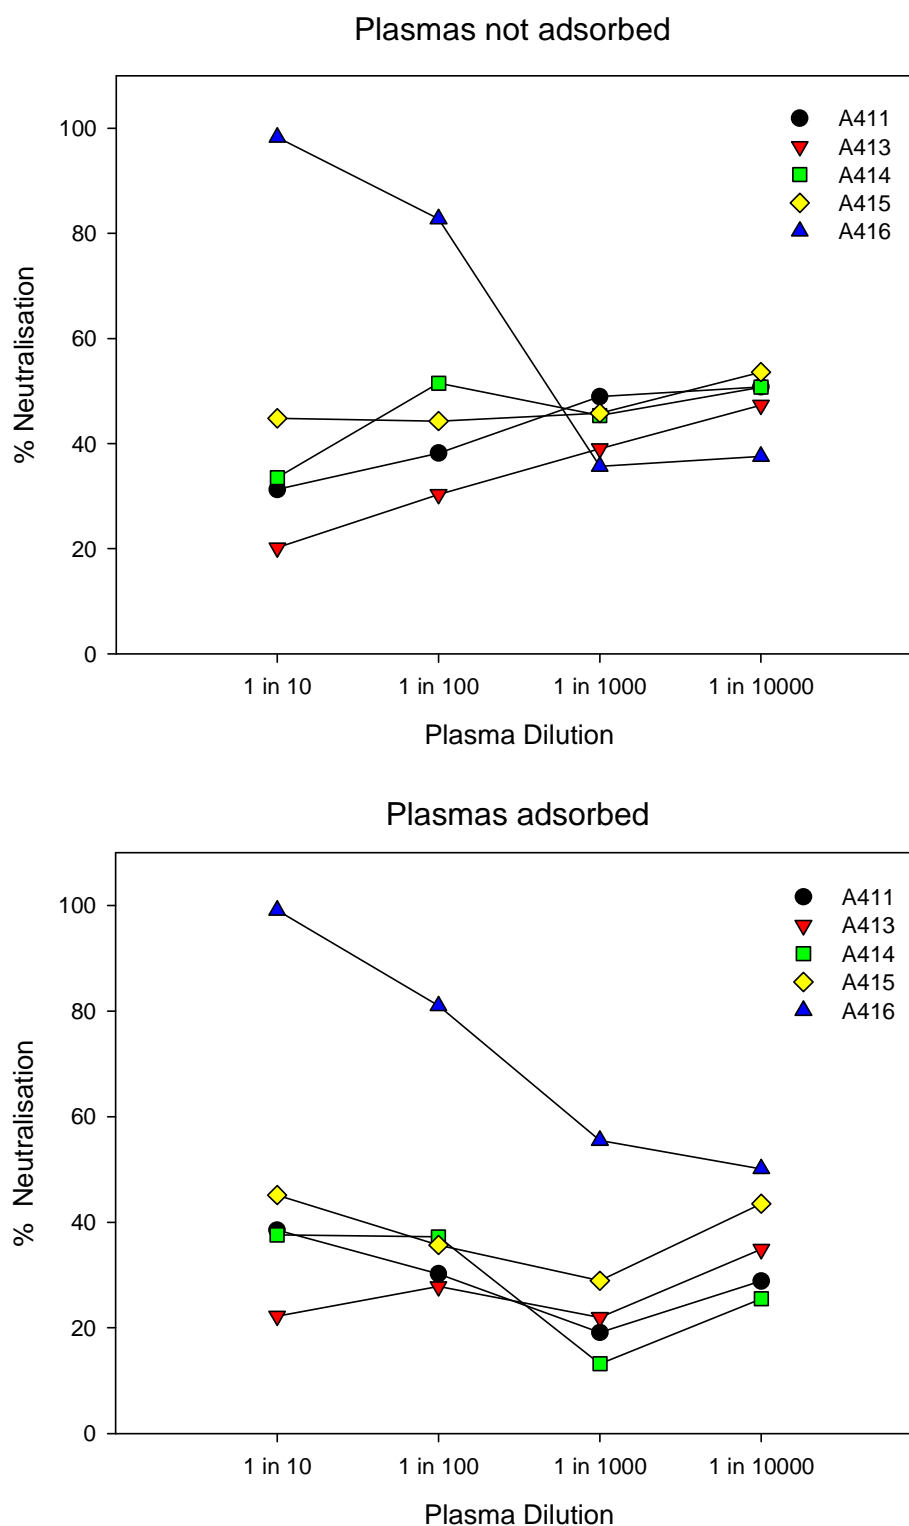 Plasmas not adsorbed
A411
A413
A414
A415
A416
% Neutralisation
100
80
60
40
20
0
1 in 10 1 in 100 1 in 1000 1 in 10000
Plasma Dilution
Plasmas adsorbed
A411
A413
A414
A415
A416
% Neutralisation
100
80
60
40
20
0
1 in 10 1 in 100 1 in 1000 1 in 10000
Plasma Dilution